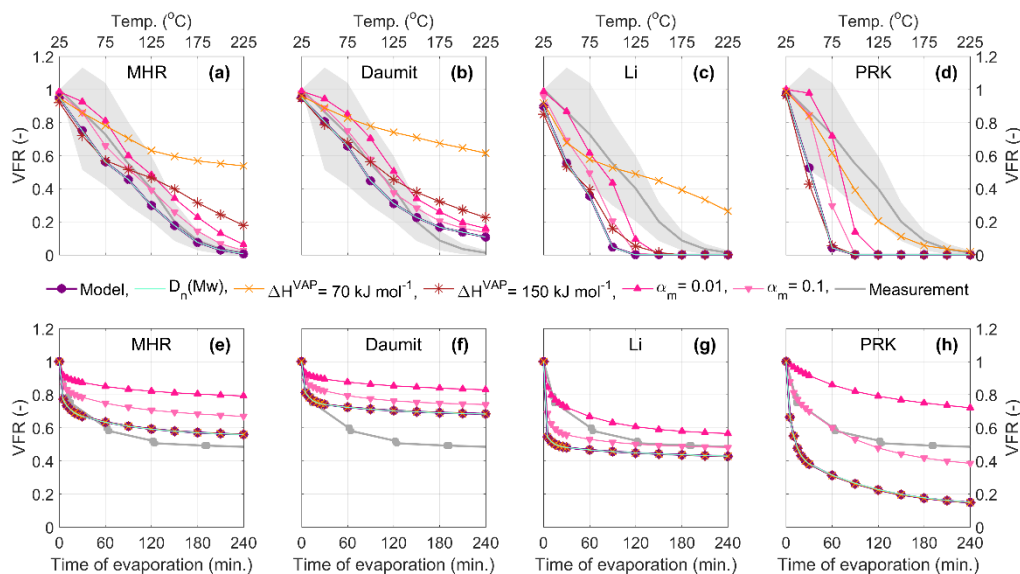 Temp. (°C) Temp. (°C) Temp. (°C) Temp. (°C)
25 75 125 175 225 25 75 125 175 225 25 75 125 175 225 25 75 125 175 225
MHR (a) Daumit (b) Li (c) PRK (d)
VFR (-)
1.2
1
0.8
0.6
0.4
0.2
0
VFR (-)
1.2
1
0.8
0.6
0.4
0.2
0
Model, Dn(Mw), ΔH^VAP= 70 kJ mol⁻¹, ΔH^VAP= 150 kJ mol⁻¹, αm= 0.01, αm= 0.1, Measurement
MHR (e) Daumit (f) Li (g) PRK (h)
VFR (-)
1.2
1
0.8
0.6
0.4
0.2
0
VFR (-)
1.2
1
0.8
0.6
0.4
0.2
0
0 60 120 180 240 0 60 120 180 240 0 60 120 180 240 0 60 120 180 240
Time of evaporation (min.) Time of evaporation (min.) Time of evaporation (min.) Time of evaporation (min.)